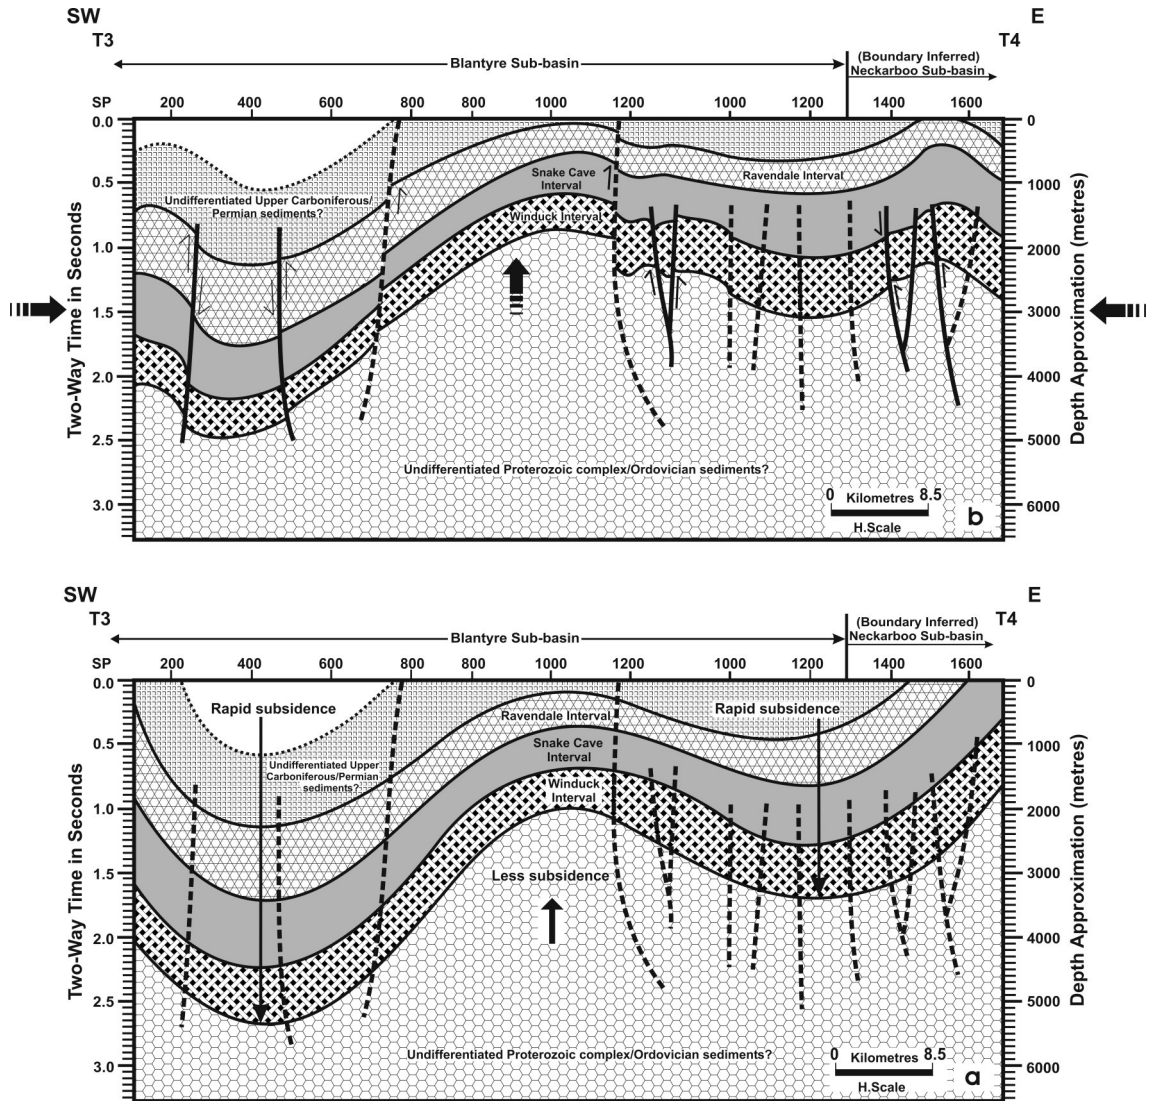 SW
E
T3
T4
(Boundary Inferred)
Blantyre Sub-basin
Neckarboo Sub-basin
SP 200 400 600 800 800 1000 1200 1000 1200 1400 1600
Two-Way Time in Seconds
0.0
0.5
1.0
1.5
2.0
2.5
3.0
Depth Approximation (metres)
0
1000
2000
3000
4000
5000
6000
Undifferentiated Upper Carboniferous/
Permian sediments?
Snake Cave
Interval
Ravendale Interval
Winduck Interval
Undifferentiated Proterozoic complex/Ordovician sediments?
0 Kilometres 8.5
H.Scale
b
SW
E
T3
T4
(Boundary Inferred)
Blantyre Sub-basin
Neckarboo Sub-basin
SP 200 400 600 800 800 1000 1200 1000 1200 1400 1600
Two-Way Time in Seconds
0.0
0.5
1.0
1.5
2.0
2.5
3.0
Depth Approximation (metres)
0
1000
2000
3000
4000
5000
6000
Rapid subsidence
Rapid subsidence
Ravendale Interval
Snake Cave
Interval
Undifferentiated Upper
Carboniferous/Permian
sediments?
Winduck
Interval
Less subsidence
Undifferentiated Proterozoic complex/Ordovician sediments?
0 Kilometres 8.5
H.Scale
a